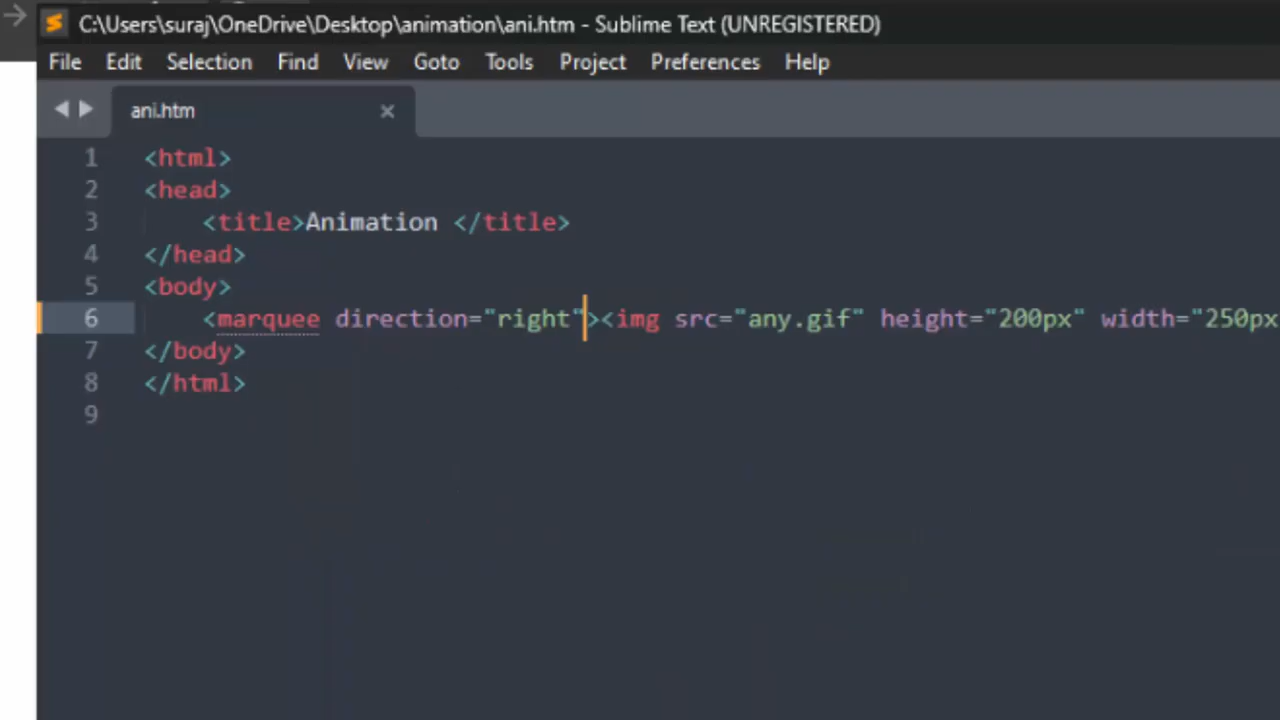 C:\Users\suraj\OneDrive\Desktop\animation\ani.htm - Sublime Text (UNREGISTERED)
File Edit Selection Find View Goto Tools Project Preferences Help
ani.htm
1 <html>
2 <head>
3 <title>Animation </title>
4 </head>
5 <body>
6 <marquee direction="right"><img src="any.gif" height="200px" width="250px
7 </body>
8 </html>
9